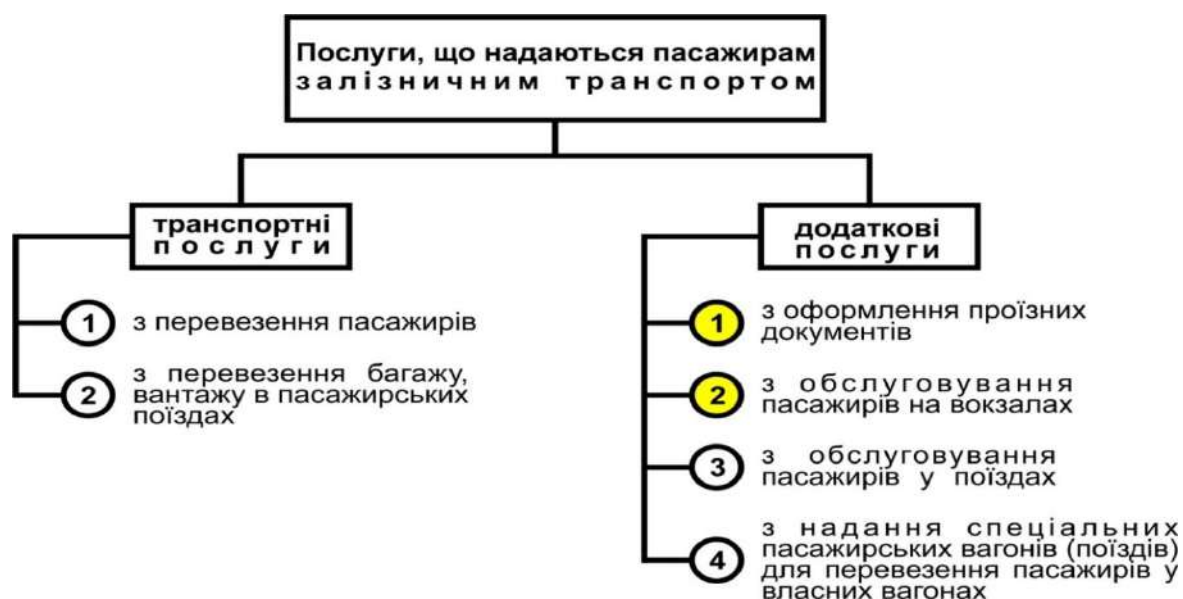 Послуги, що надаються пасажирам
залізничним транспортом
транспортні
послуги
1
з перевезення пасажирів
2
з перевезення багажу,
вантажу в пасажирських
поїздах
додаткові
послуги
1
з оформлення проїзних
документів
2
з обслуговування
пасажирів на вокзалах
3
з обслуговування
пасажирів у поїздах
4
з надання спеціальних
пасажирських вагонів (поїздів)
для перевезення пасажирів у
власних вагонах